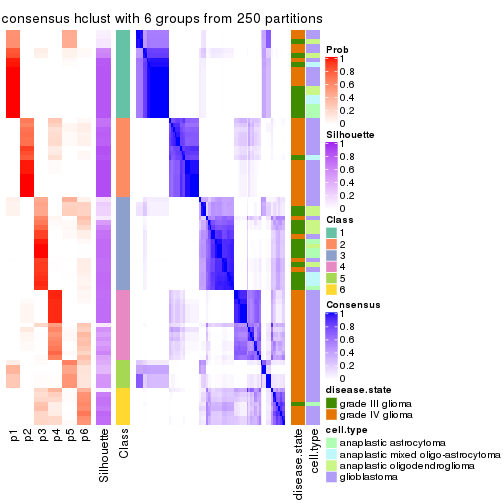 consensus hclust with 6 groups from 250 partitions
Prob
1
0.8
0.6
0.4
0.2
0
Silhouette
1
0.8
0.6
0.4
0.2
0
Class
1
2
3
4
5
6
Consensus
1
0.8
0.6
0.4
0.2
0
disease.state
grade III glioma
grade IV glioma
cell.type
anaplastic astrocytoma
anaplastic mixed oligo-astrocytoma
anaplastic oligodendroglioma
glioblastoma
p1
p2
p3
p4
p5
p6
Silhouette
Class
disease.state
cell.type